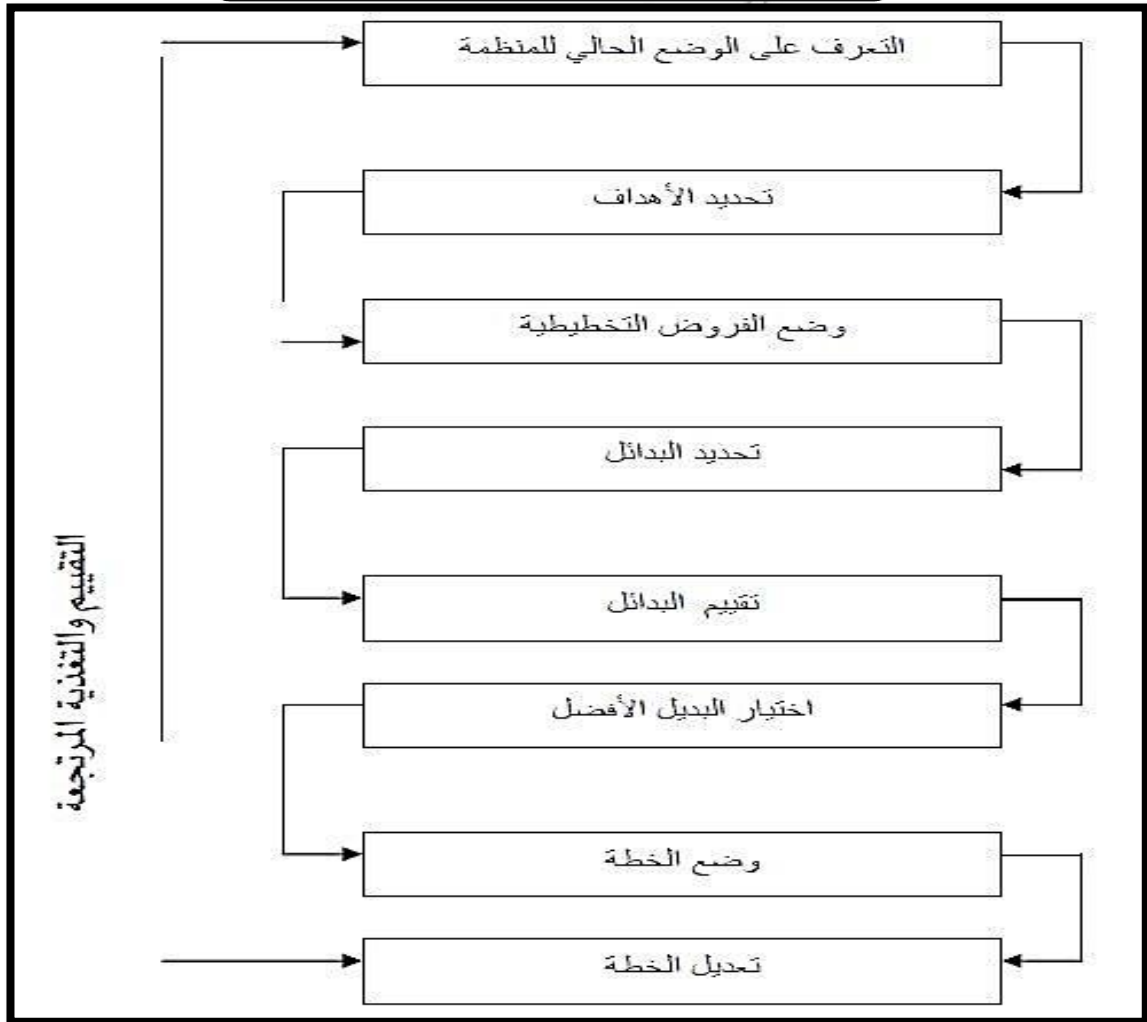 التعرف على الوضع الحالي للمنظمة
تحديد الأهداف
وضع الفروض التخطيطية
تحديد البدائل
تقييم البدائل
اختيار البديل الأفضل
وضع الخطة
تعديل الخطة
التقييم والتغذية المرتجعة